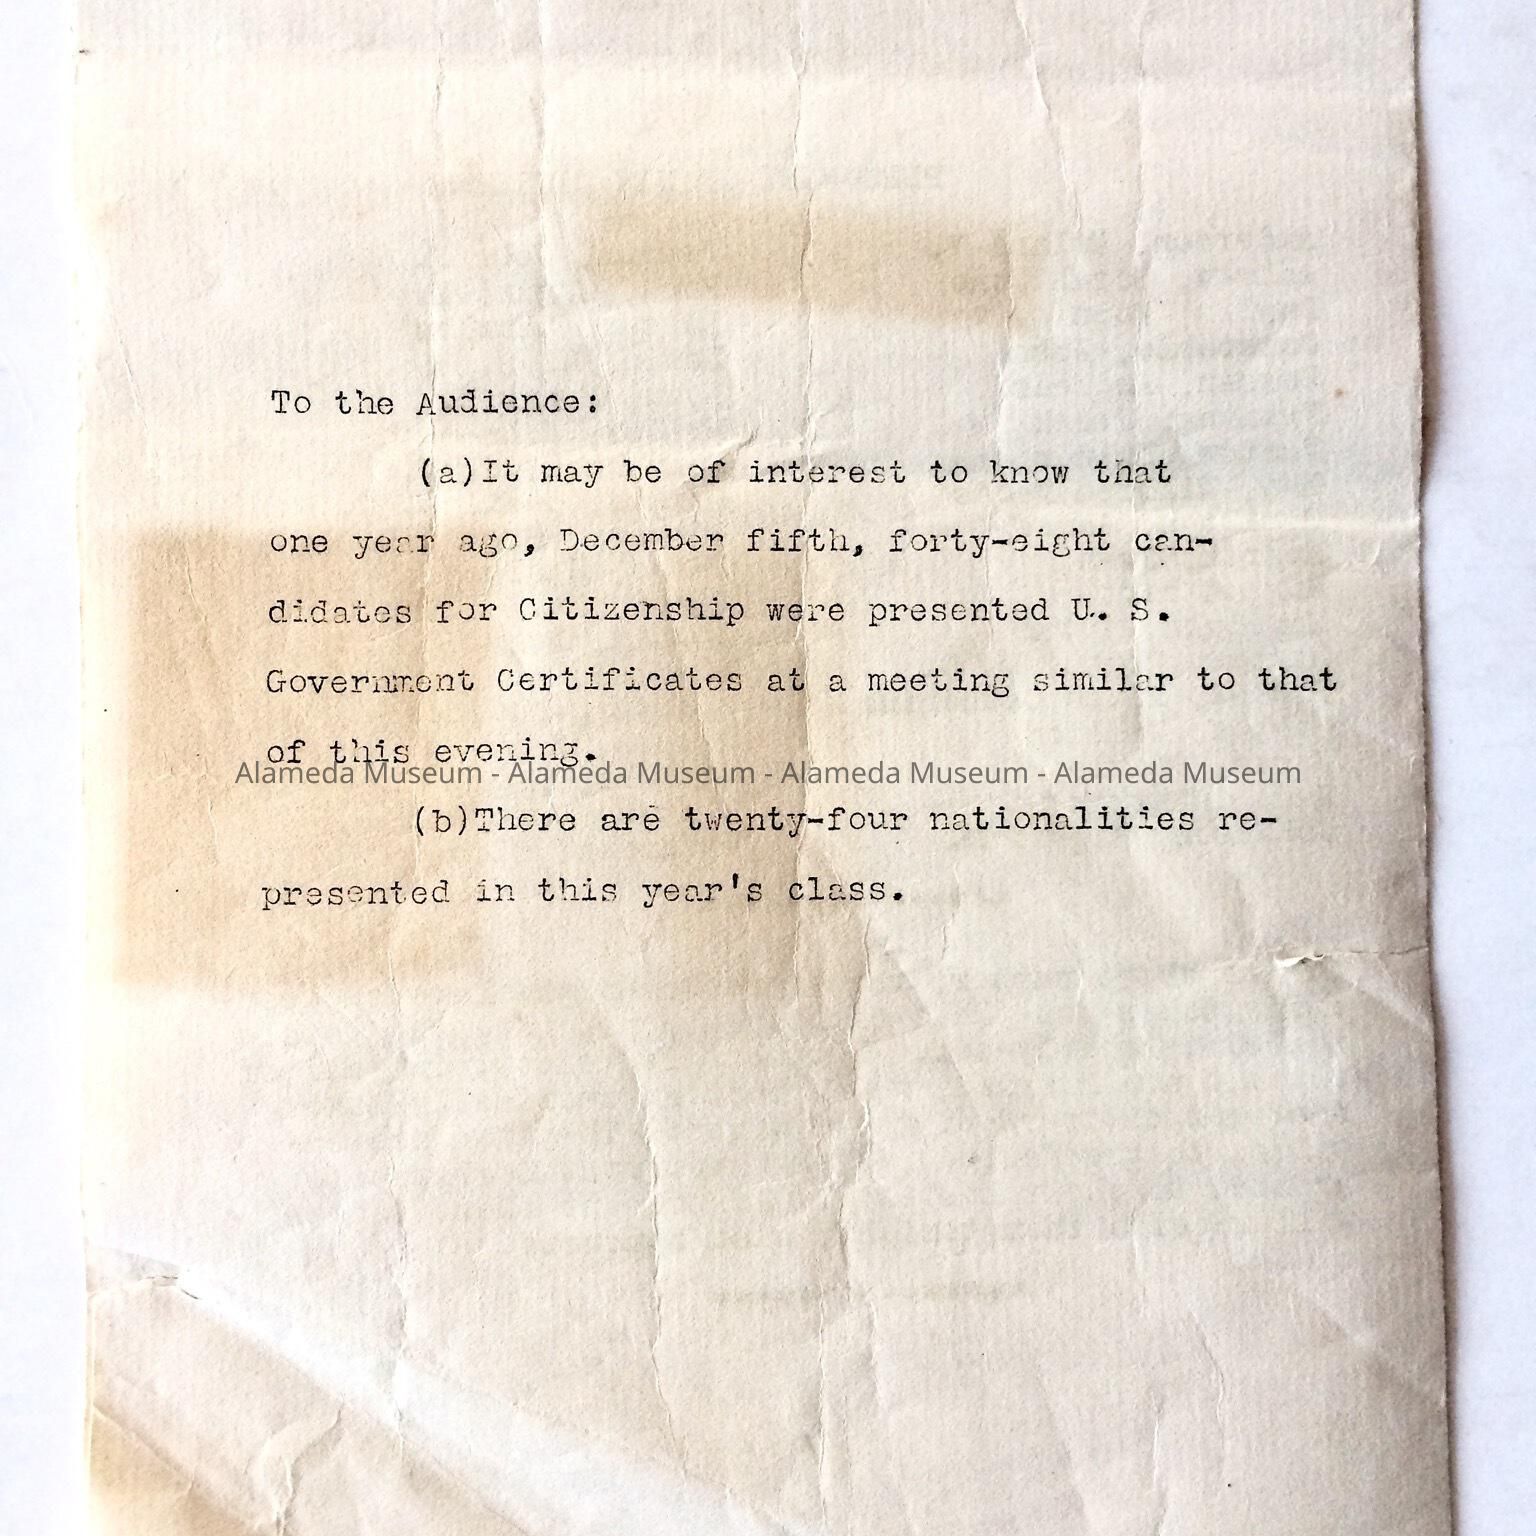 To the Audience:
(a)It may be of interest to know that
one year ago, December fifth, forty-eight can-
didates for Citizenship were presented U. S.
Government Certificates at a meeting similar to that
of this evening.
Alameda Museum - Alameda Museum - Alameda Museum - Alameda Museum
(b)There are twenty-four nationalities re-
presented in this year's class.